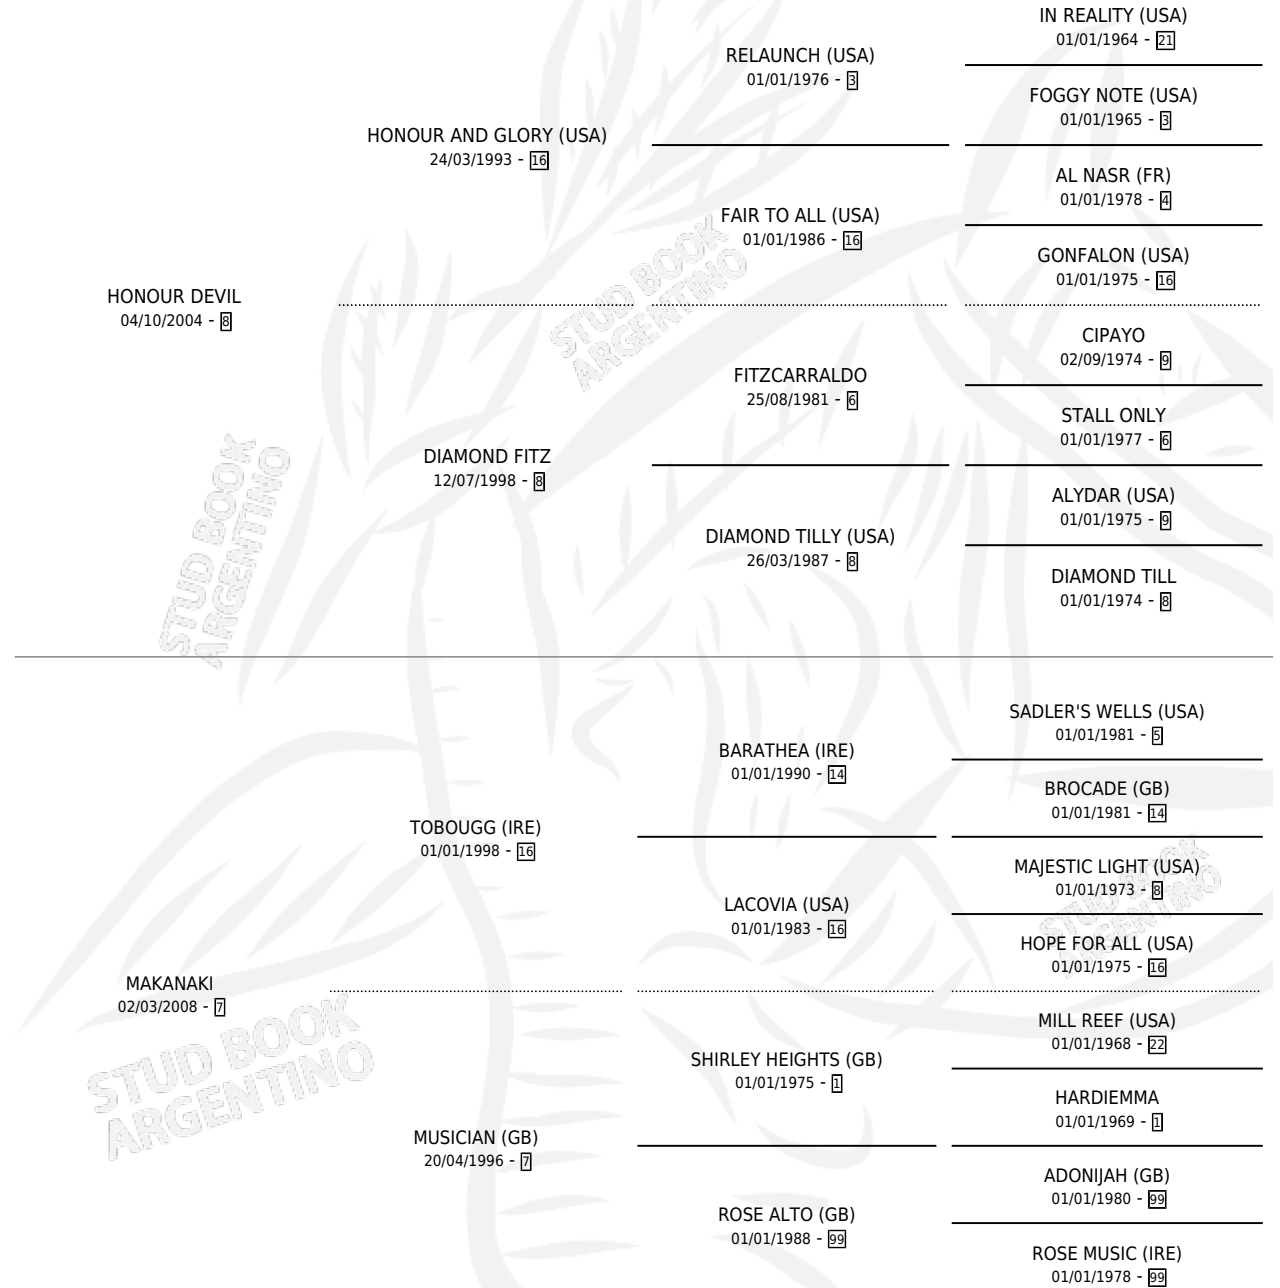 IN REALITY (USA)
01/01/1964 - 21
RELAUNCH (USA)
01/01/1976 - 3
FOGGY NOTE (USA)
01/01/1965 - 3
HONOUR AND GLORY (USA)
24/03/1993 - 16
AL NASR (FR)
01/01/1978 - 4
FAIR TO ALL (USA)
01/01/1986 - 16
GONFALON (USA)
01/01/1975 - 16
HONOUR DEVIL
04/10/2004 - 8
CIPAYO
02/09/1974 - 9
FITZCARRALDO
25/08/1981 - 6
STALL ONLY
01/01/1977 - 6
DIAMOND FITZ
12/07/1998 - 8
ALYDAR (USA)
01/01/1975 - 9
DIAMOND TILLY (USA)
26/03/1987 - 8
DIAMOND TILL
01/01/1974 - 8
STUD BOOK
ARGENTINO
STUD BOOK
ARGENTINO
SADLER'S WELLS (USA)
01/01/1981 - 5
BARATHEA (IRE)
01/01/1990 - 14
BROCADE (GB)
01/01/1981 - 14
TOBOUGG (IRE)
01/01/1998 - 16
MAJESTIC LIGHT (USA)
01/01/1973 - 8
LACOVIA (USA)
01/01/1983 - 16
HOPE FOR ALL (USA)
01/01/1975 - 16
MAKANAKI
02/03/2008 - 7
MILL REEF (USA)
01/01/1968 - 22
SHIRLEY HEIGHTS (GB)
01/01/1975 - 1
HARDIEMMA
01/01/1969 - 1
MUSICIAN (GB)
20/04/1996 - 7
ADONIJAH (GB)
01/01/1980 - 99
ROSE ALTO (GB)
01/01/1988 - 99
ROSE MUSIC (IRE)
01/01/1978 - 99
STUD BOOK
ARGENTINO
STUD BOOK
ARGENTINO